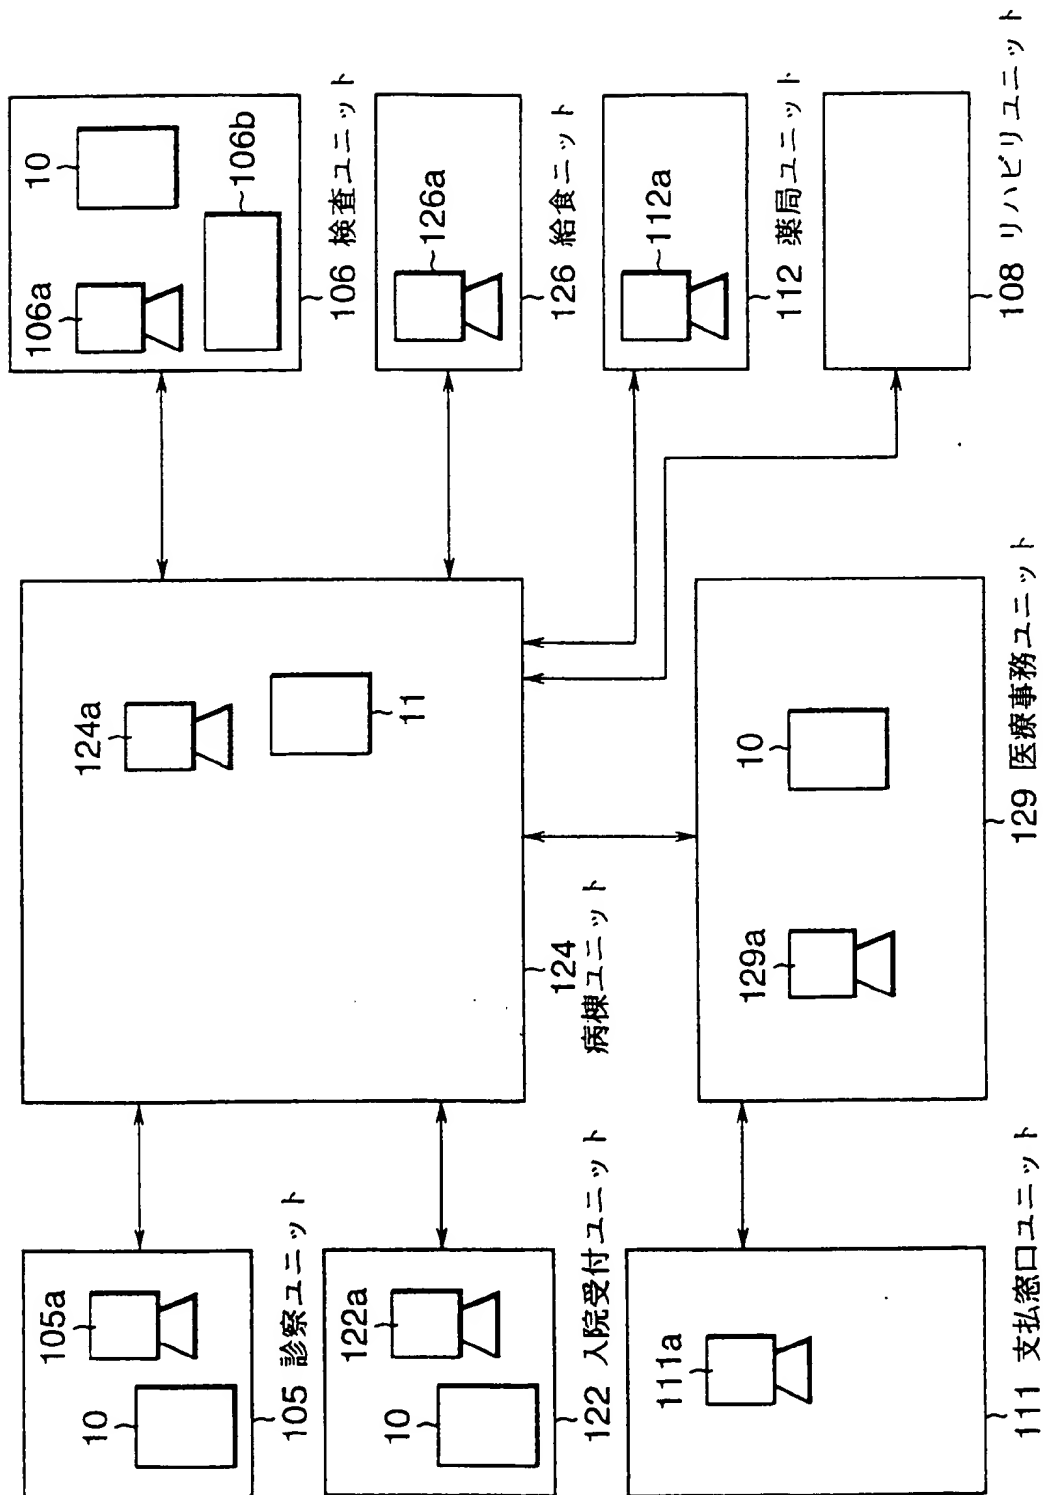 10
105a
105 診察ユニット
10
122a
122 入院受付ユニット
111a
111 支払窓口ユニット
124a
11
124
病棟ユニット
129a
10
129 医療事務ユニット
106a
10
106b
106 検査ユニット
126a
126 給食ニット
112a
112 薬局ユニット
108 リハビリユニット